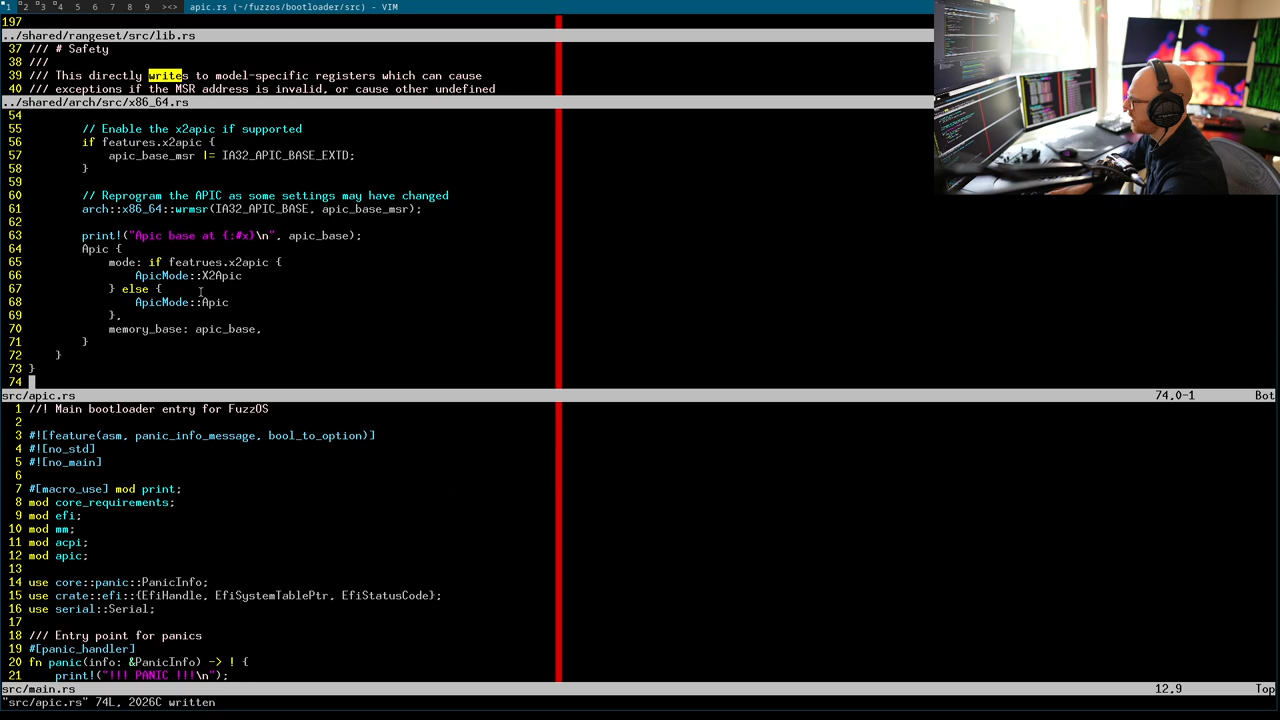 1 2 3 4 5 6 7 8 9 ><> apic.rs (~/fuzzos/bootloader/src) - VIM
197
../shared/rangeset/src/lib.rs
37 /// # Safety
38 ///
39 /// This directly writes to model-specific registers which can cause
40 /// exceptions if the MSR address is invalid, or cause other undefined
../shared/arch/src/x86_64.rs
54
55 // Enable the x2apic if supported
56 if features.x2apic {
57 apic_base_msr |= IA32_APIC_BASE_EXTD;
58 }
59
60 // Reprogram the APIC as some settings may have changed
61 arch::x86_64::wrmsr(IA32_APIC_BASE, apic_base_msr);
62
63 print!("Apic base at {:#x}\n", apic_base);
64 Apic {
65 mode: if featrues.x2apic {
66 ApicMode::X2Apic
67 } else {
68 ApicMode::Apic
69 },
70 memory_base: apic_base,
71 }
72 }
73 }
74
src/apic.rs 74,0-1 Bot
1 //! Main bootloader entry for FuzzOS
2
3 #![feature(asm, panic_info_message, bool_to_option)]
4 #![no_std]
5 #![no_main]
6
7 #[macro_use] mod print;
8 mod core_requirements;
9 mod efi;
10 mod mm;
11 mod acpi;
12 mod apic;
13
14 use core::panic::PanicInfo;
15 use crate::efi::{EfiHandle, EfiSystemTablePtr, EfiStatusCode};
16 use serial::Serial;
17
18 /// Entry point for panics
19 #[panic_handler]
20 fn panic(info: &PanicInfo) -> ! {
21 print!("!!! PANIC !!!\n");
src/main.rs 12,9 Top
"src/apic.rs" 74L, 2026C written